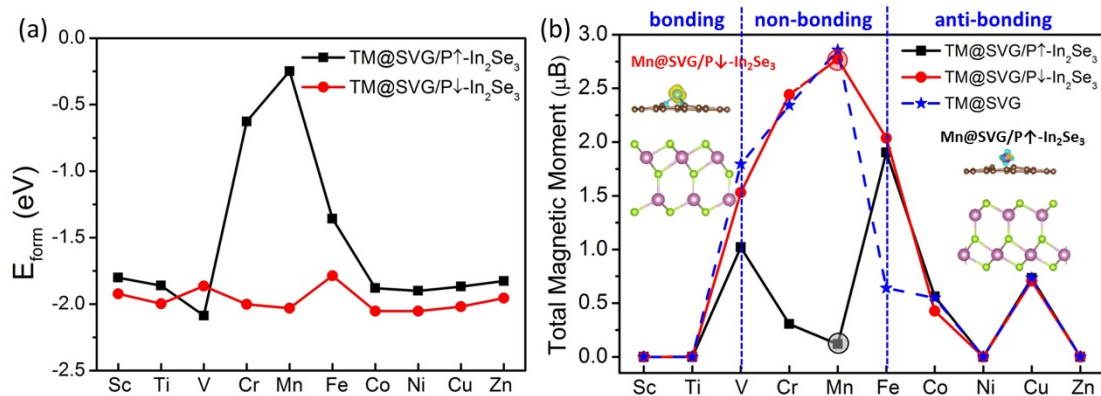 (a)
TM@SVG/P↑-In₂Se₃
TM@SVG/P↓-In₂Se₃
E_form (eV)
0.0
-0.5
-1.0
-1.5
-2.0
-2.5
Sc Ti V Cr Mn Fe Co Ni Cu Zn
(b)
bonding non-bonding anti-bonding
TM@SVG/P↑-In₂Se₃
TM@SVG/P↓-In₂Se₃
TM@SVG
Mn@SVG/P↓-In₂Se₃
Mn@SVG/P↑-In₂Se₃
Total Magnetic Moment (μB)
3.0
2.5
2.0
1.5
1.0
0.5
0.0
Sc Ti V Cr Mn Fe Co Ni Cu Zn